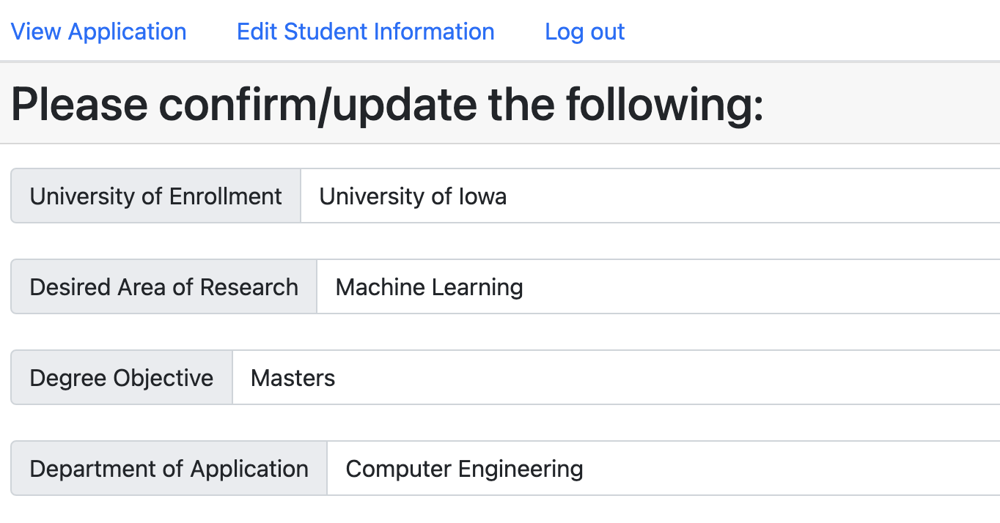 View Application Edit Student Information Log out
Please confirm/update the following:
University of Enrollment University of Iowa
Desired Area of Research Machine Learning
Degree Objective Masters
Department of Application Computer Engineering